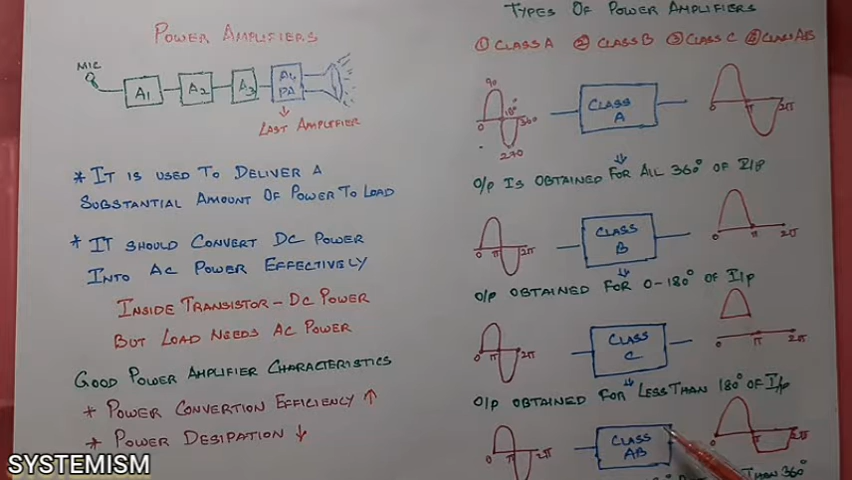 POWER AMPLIFIERS
MIC
A1
A2
A3
A4
PA
LAST AMPLIFIER
* IT IS USED TO DELIVER A
SUBSTANTIAL AMOUNT OF POWER TO LOAD
* IT SHOULD CONVERT DC POWER
INTO AC POWER EFFECTIVELY
INSIDE TRANSISTOR - DC POWER
BUT LOAD NEEDS AC POWER
GOOD POWER AMPLIFIER CHARACTERISTICS
* POWER CONVERTION EFFICIENCY ↑
* POWER DESIPATION ↓
SYSTEMISM
TYPES OF POWER AMPLIFIERS
① CLASS A ② CLASS B ③ CLASS C ④ CLASS AB
90
0
180°
360°
270
CLASS
A
0 π 2π
O/P IS OBTAINED FOR ALL 360° OF I/P
0 π 2π
CLASS
B
0 π 2π
O/P OBTAINED FOR 0-180° OF I/P
0 π 2π
CLASS
C
0 π 2π
O/P OBTAINED FOR LESS THAN 180° OF I/P
0 π 2π
CLASS
AB
0 π 2π
THAN 360°